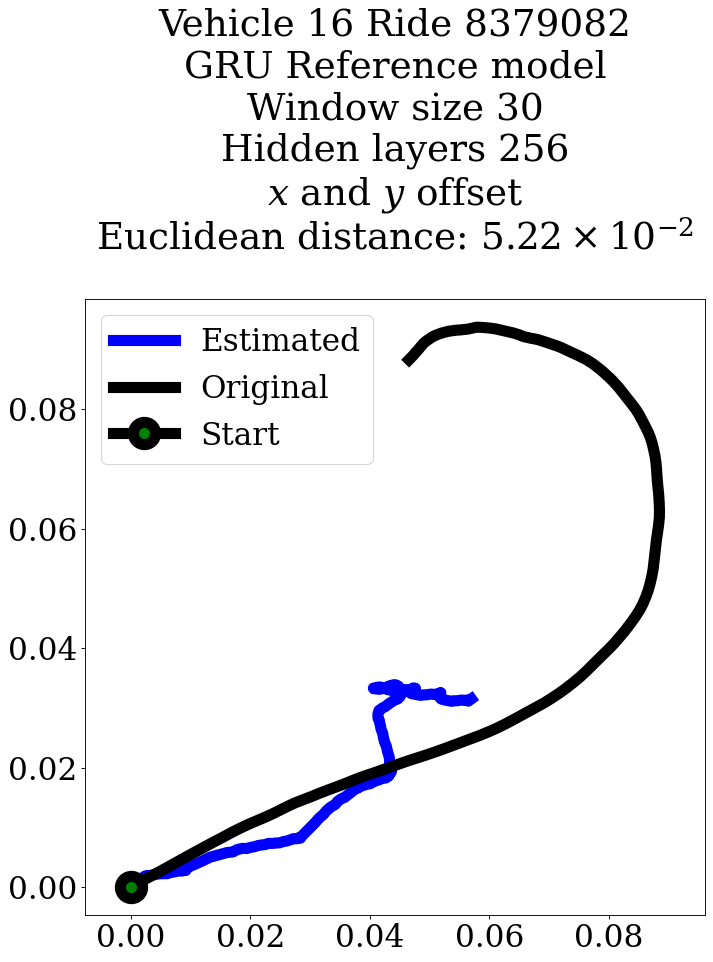 Vehicle 16 Ride 8379082
GRU Reference model
Window size 30
Hidden layers 256
x and y offset
Euclidean distance: 5.22 × 10⁻²
Estimated
Original
Start
0.08
0.06
0.04
0.02
0.00
0.00 0.02 0.04 0.06 0.08